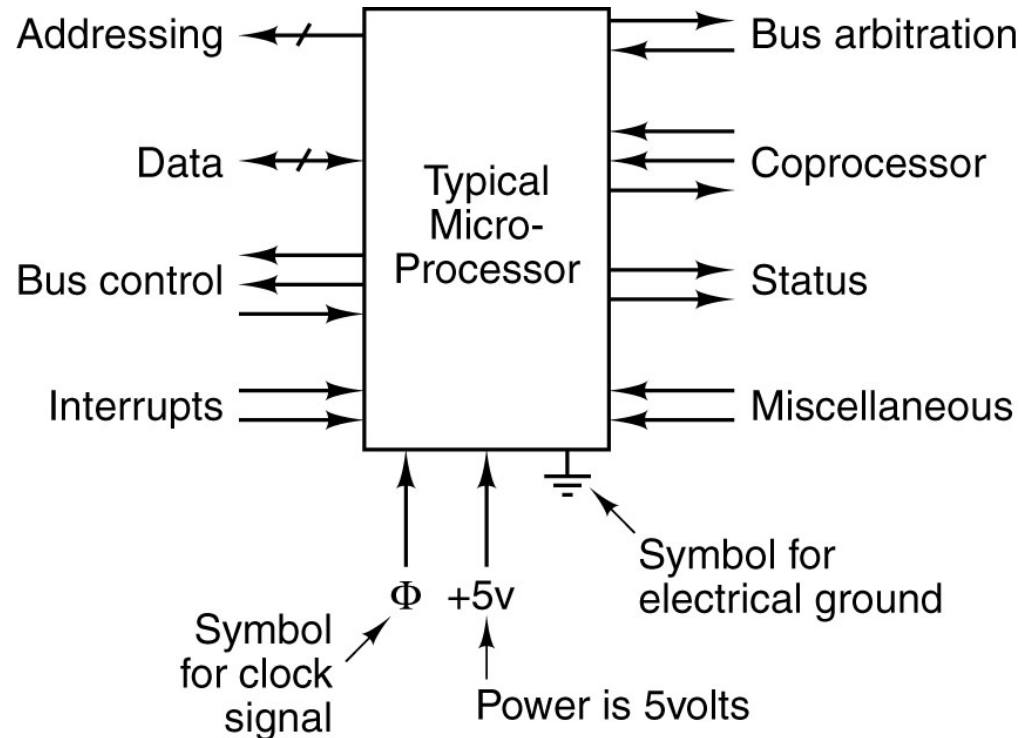 Addressing
Data
Bus control
Interrupts
Typical
Micro-
Processor
Bus arbitration
Coprocessor
Status
Miscellaneous
Φ +5v
Symbol
for clock
signal
Power is 5volts
Symbol for
electrical ground